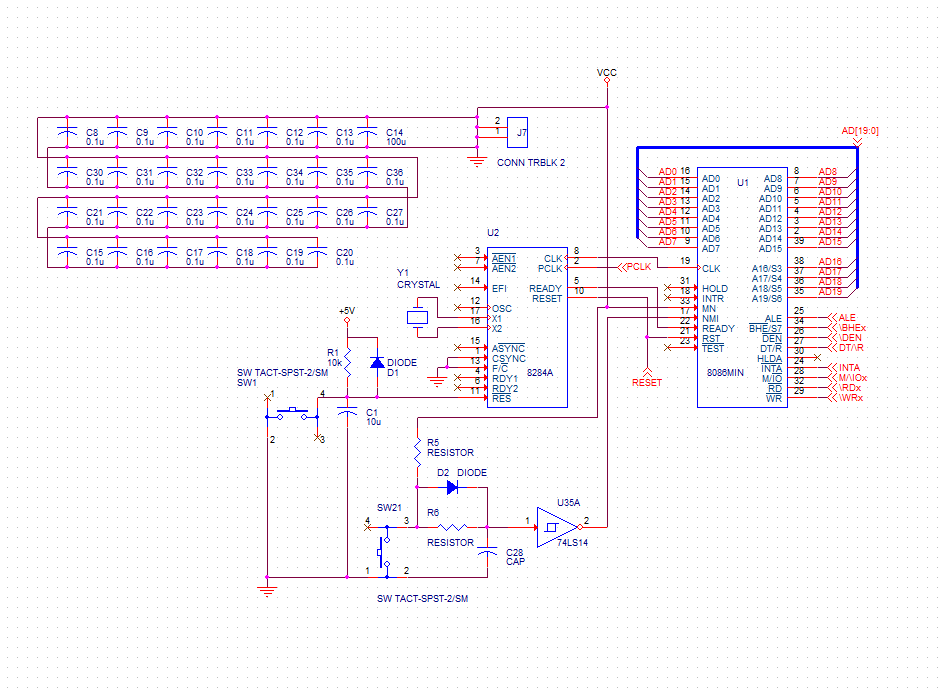 VCC
C8 C9 C10 C11 C12 C13 C14
0.1u 0.1u 0.1u 0.1u 0.1u 0.1u 100u
2
1
J7
CONN TRBLK 2
C30 C31 C32 C33 C34 C35 C36
0.1u 0.1u 0.1u 0.1u 0.1u 0.1u 0.1u
C21 C22 C23 C24 C25 C26 C27
0.1u 0.1u 0.1u 0.1u 0.1u 0.1u 0.1u
C15 C16 C17 C18 C19 C20
0.1u 0.1u 0.1u 0.1u 0.1u 0.1u
AD[19:0]
U1
AD0 16 AD0 AD8 8 AD8
AD1 15 AD1 AD9 7 AD9
AD2 14 AD2 AD10 6 AD10
AD3 13 AD3 AD11 5 AD11
AD4 12 AD4 AD12 4 AD12
AD5 11 AD5 AD13 3 AD13
AD6 10 AD6 AD14 2 AD14
AD7 9 AD7 AD15 39 AD15
19 CLK A16/S3 38 AD16
A17/S4 37 AD17
31 HOLD A18/S5 36 AD18
18 INTR A19/S6 35 AD19
33 MN
17 NMI ALE 25 ALE
22 READY BHE/S7 34 \BHEx
21 RST DEN 26 \DEN
23 TEST DT/R 27 DT/\R
HLDA 30
INTA 24 INTA
M/IO 28 M/\IOx
RD 32 \RDx
WR 29 \WRx
8086MIN
U2
3 AEN1 CLK 8
7 AEN2 PCLK 2 PCLK
14 EFI READY 5
RESET 10
12 OSC
17 X1
16 X2
15 ASYNC
1 CSYNC
13 F/C
4 RDY1
6 RDY2
11 RES
8284A
RESET
Y1
CRYSTAL
+5V
R1
10k
DIODE
D1
SW TACT-SPST-2/SM
SW1
1
4
2
3
C1
10u
R5
RESISTOR
D2 DIODE
SW21
4
3
R6
RESISTOR
1
2
U35A
1
2
74LS14
C28
CAP
SW TACT-SPST-2/SM